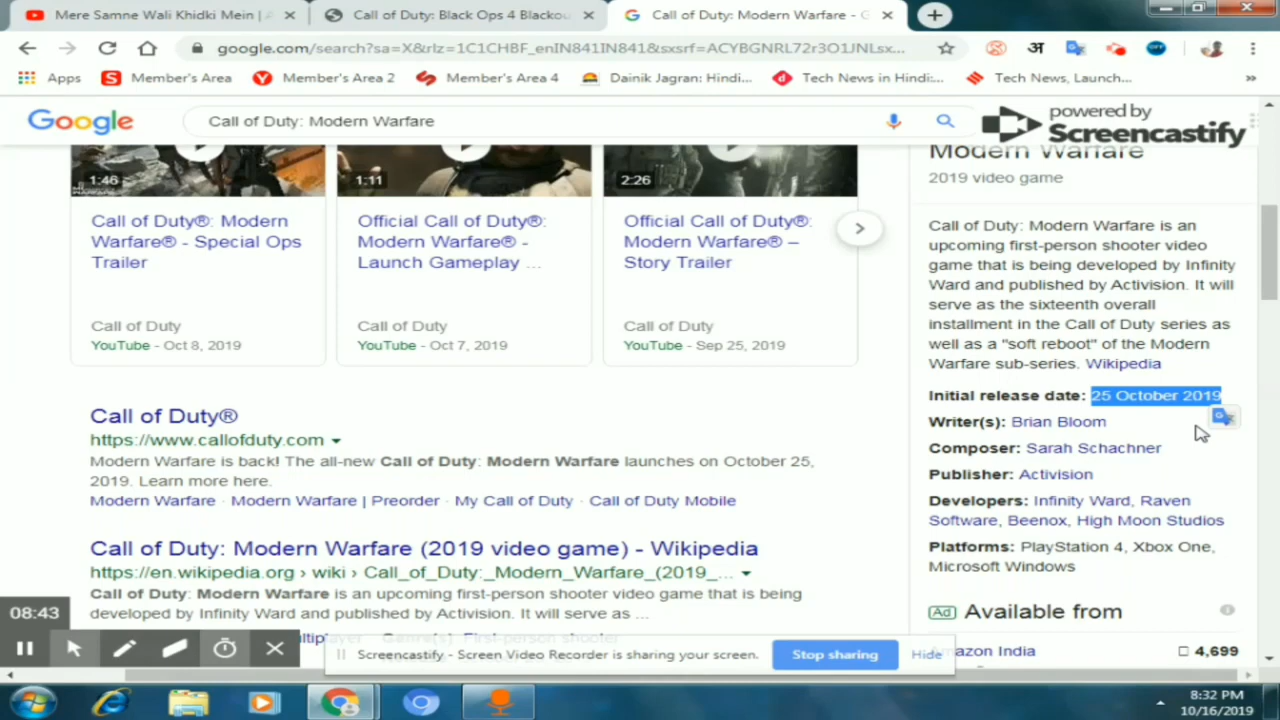 Mere Samne Wali Khidki Mein |
Call of Duty: Black Ops 4 Blackou
Call of Duty: Modern Warfare - G
google.com/search?sa=X&rlz=1C1CHBF_enIN841IN841&sxsrf=ACYBGNRL72r3O1JNLsx...
अ
OFF
Apps
S Member's Area
Y Member's Area 2
Member's Area 4
Dainik Jagran: Hindi...
Tech News in Hindi:...
Tech News, Launch...
»
Google
Call of Duty: Modern Warfare
powered by
Screencastify
1:46
1:11
2:26
Call of Duty®: Modern
Warfare® - Special Ops
Trailer
Call of Duty
YouTube - Oct 8, 2019
Official Call of Duty®:
Modern Warfare® -
Launch Gameplay ...
Call of Duty
YouTube - Oct 7, 2019
Official Call of Duty®:
Modern Warfare® –
Story Trailer
Call of Duty
YouTube - Sep 25, 2019
Call of Duty®
https://www.callofduty.com
Modern Warfare is back! The all-new Call of Duty: Modern Warfare launches on October 25,
2019. Learn more here.
Modern Warfare · Modern Warfare | Preorder · My Call of Duty · Call of Duty Mobile
Call of Duty: Modern Warfare (2019 video game) - Wikipedia
https://en.wikipedia.org › wiki › Call_of_Duty:_Modern_Warfare_(2019_...
Call of Duty: Modern Warfare is an upcoming first-person shooter video game that is being
developed by Infinity Ward and published by Activision. It will serve as ...
Genre(s): First-person shooter
Modern Warfare
2019 video game
Call of Duty: Modern Warfare is an
upcoming first-person shooter video
game that is being developed by Infinity
Ward and published by Activision. It will
serve as the sixteenth overall
installment in the Call of Duty series as
well as a "soft reboot" of the Modern
Warfare sub-series. Wikipedia
Initial release date: 25 October 2019
Writer(s): Brian Bloom
Composer: Sarah Schachner
Publisher: Activision
Developers: Infinity Ward, Raven
Software, Beenox, High Moon Studios
Platforms: PlayStation 4, Xbox One,
Microsoft Windows
Ad Available from
Amazon India
4,699
08:43
Screencastify - Screen Video Recorder is sharing your screen.
Stop sharing
Hide
8:32 PM
10/16/2019